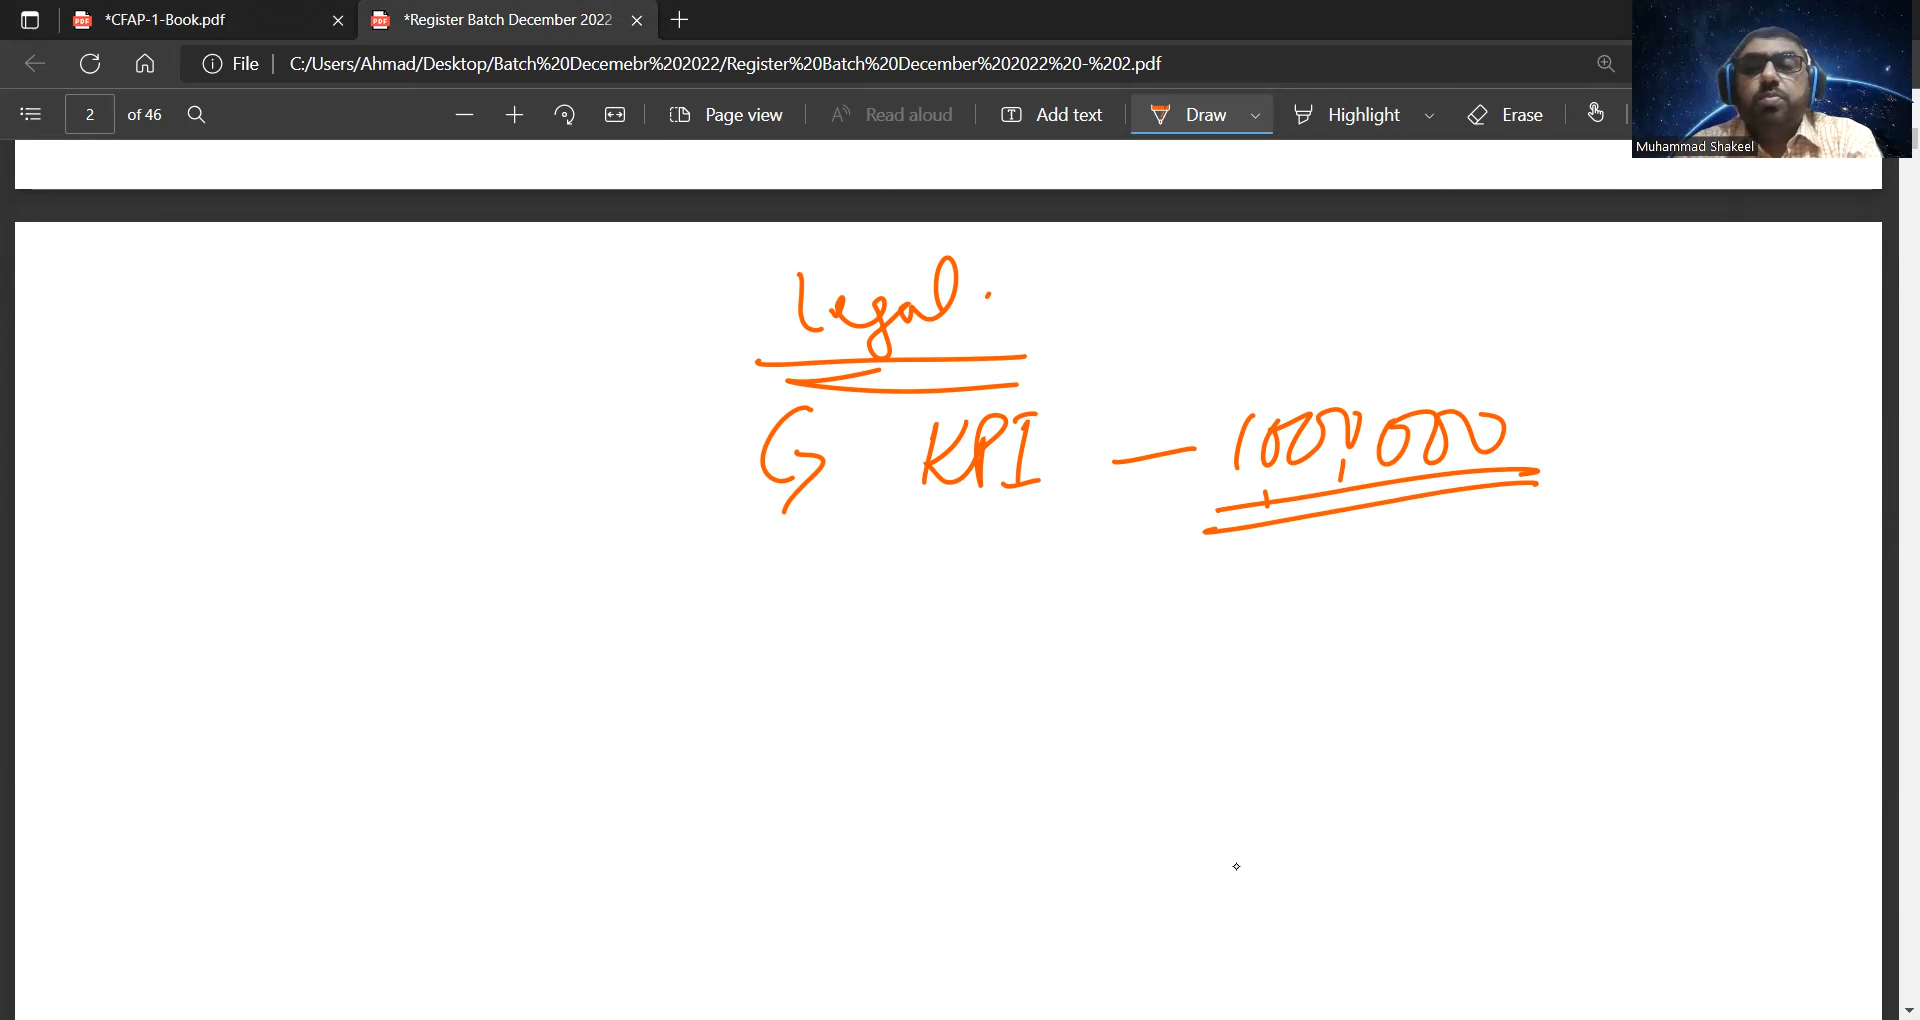 *CFAP-1-Book.pdf
*Register Batch December 2022
File
C:/Users/Ahmad/Desktop/Batch%20Decemebr%202022/Register%20Batch%20December%202022%20-%202.pdf
2 of 46
Page view
Read aloud
Add text
Draw
Highlight
Erase
Muhammad Shakeel
Legal.
KPI — 1000,000